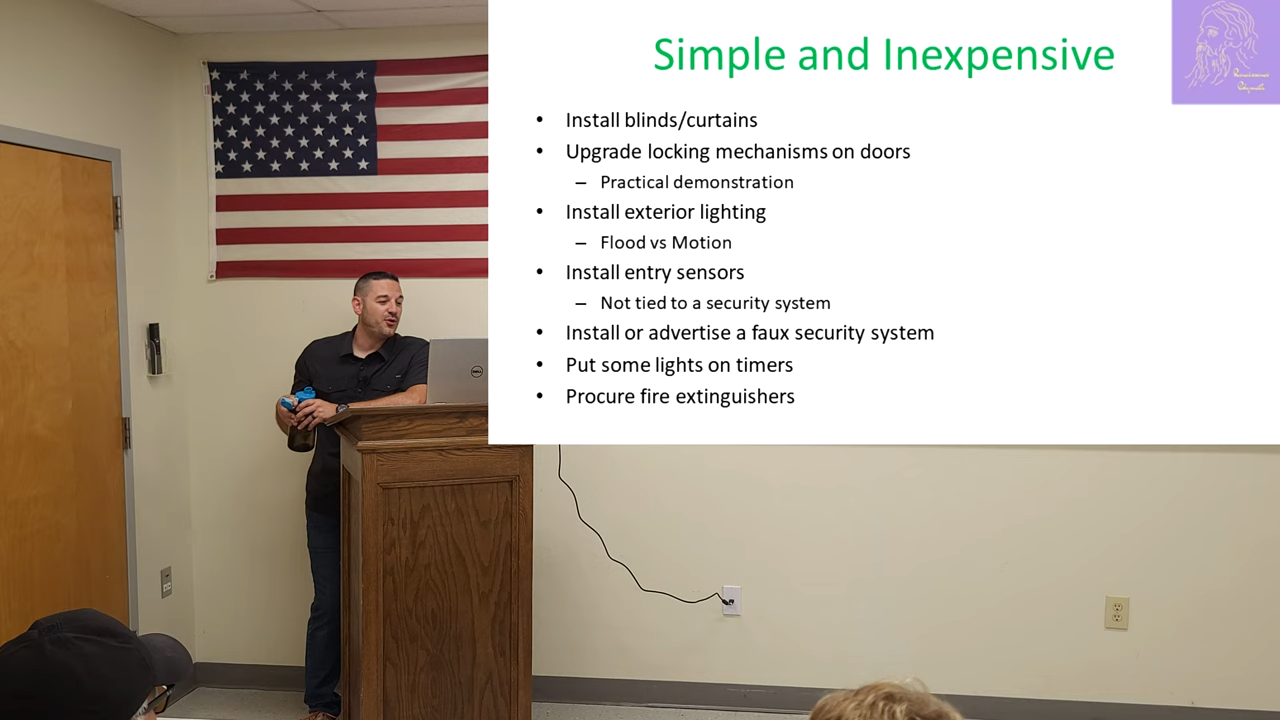 Simple and Inexpensive
• Install blinds/curtains
• Upgrade locking mechanisms on doors
– Practical demonstration
• Install exterior lighting
– Flood vs Motion
• Install entry sensors
– Not tied to a security system
• Install or advertise a faux security system
• Put some lights on timers
• Procure fire extinguishers
DELL